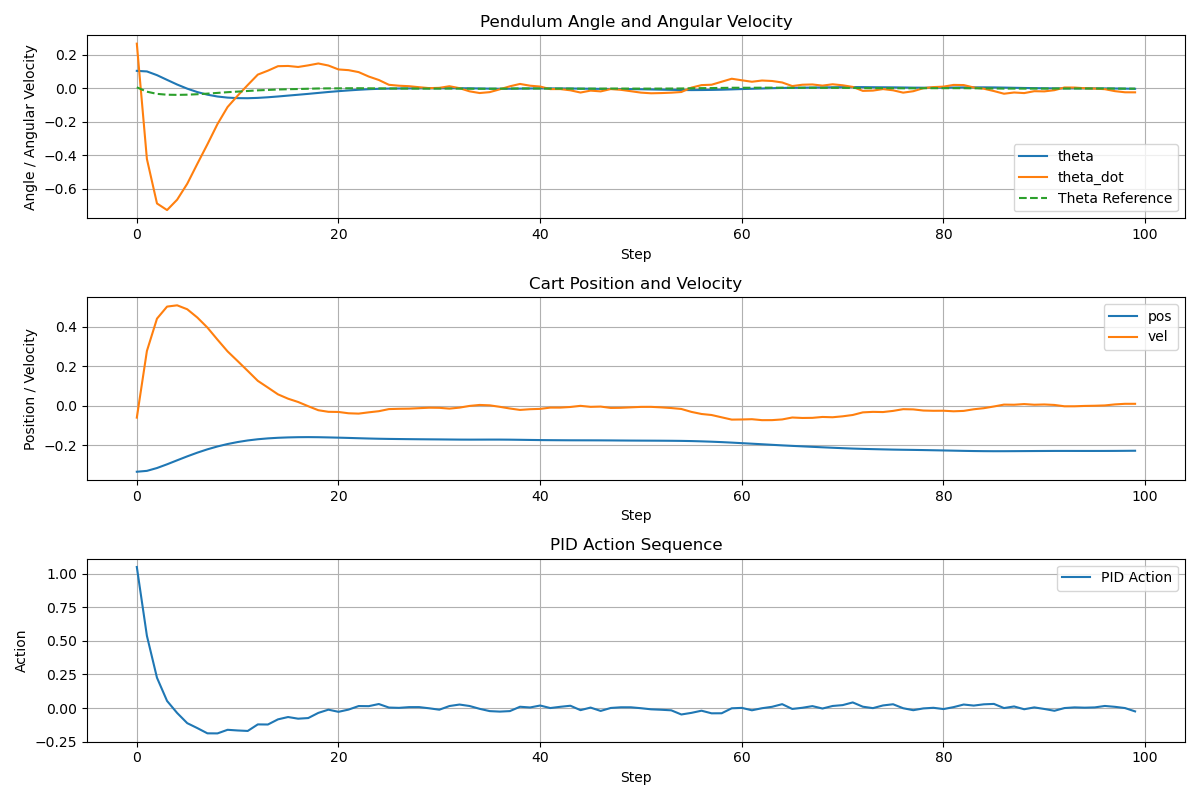 Pendulum Angle and Angular Velocity
Angle / Angular Velocity
0.2
0.0
−0.2
−0.4
−0.6
theta
theta_dot
Theta Reference
0 20 40 60 80 100
Step
Cart Position and Velocity
Position / Velocity
0.4
0.2
0.0
−0.2
pos
vel
0 20 40 60 80 100
Step
PID Action Sequence
Action
1.00
0.75
0.50
0.25
0.00
−0.25
PID Action
0 20 40 60 80 100
Step